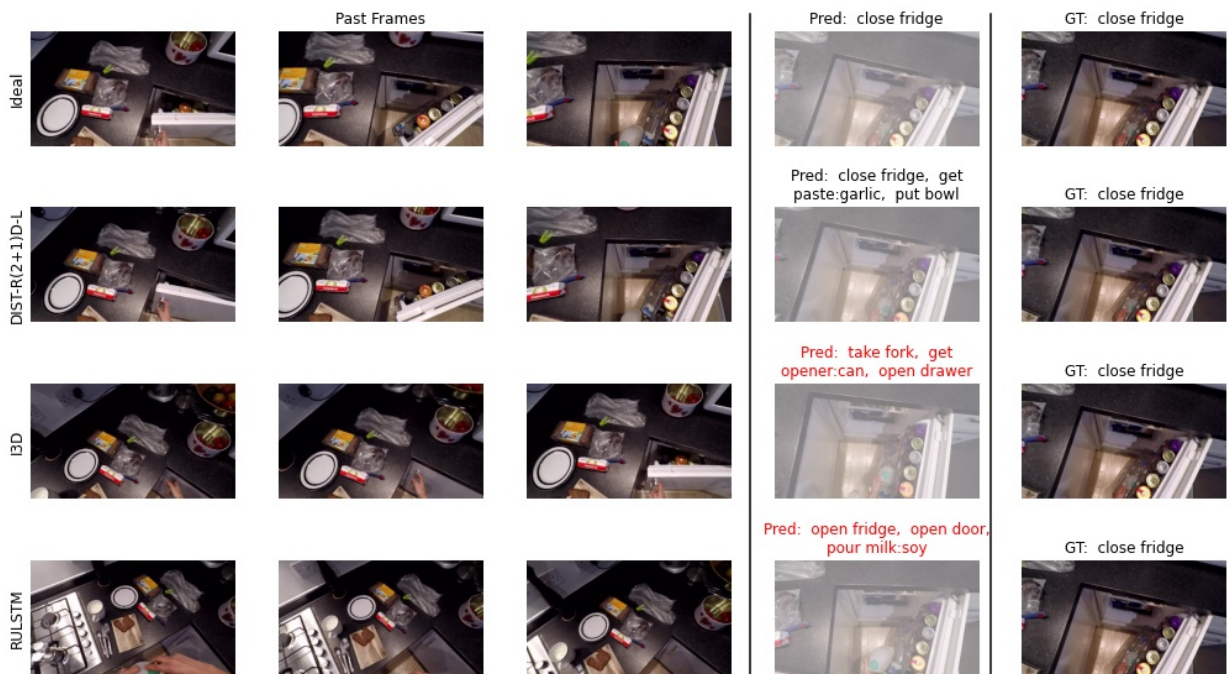 Past Frames
Pred: close fridge
GT: close fridge
Ideal
Pred: close fridge, get
paste:garlic, put bowl
GT: close fridge
DIST-R(2+1)D-L
Pred: take fork, get
opener:can, open drawer
GT: close fridge
I3D
Pred: open fridge, open door,
pour milk:soy
GT: close fridge
RULSTM